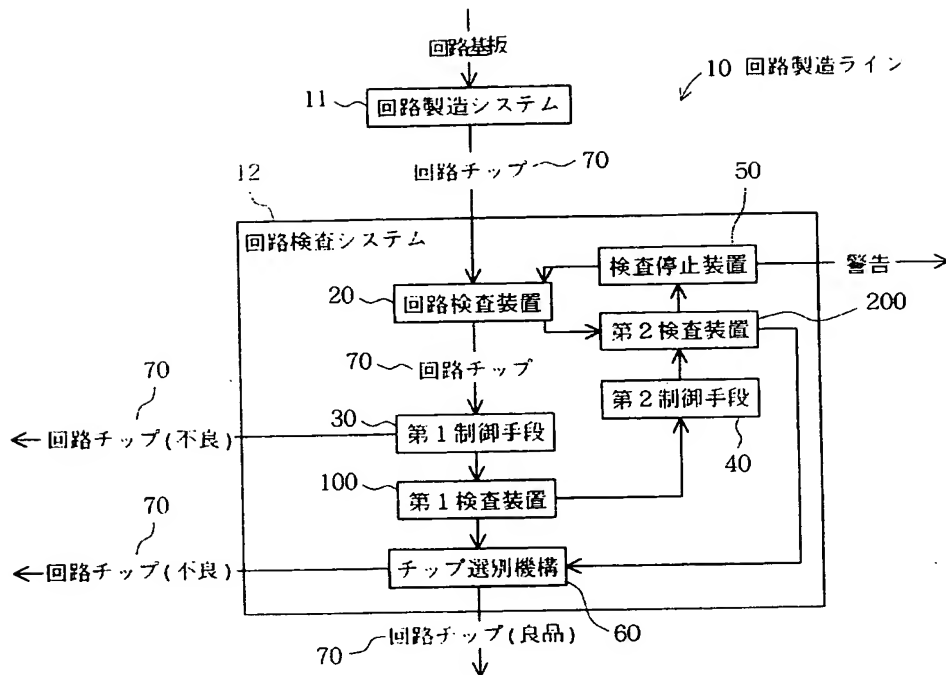 回路基板
10 回路製造ライン
11
回路製造システム
回路チップ
70
12
50
回路検査システム
検査停止装置
警告
20
回路検査装置
200
第2検査装置
70
回路チップ
70
第2制御手段
30
回路チップ(不良)
第1制御手段
40
100
第1検査装置
70
回路チップ(不良)
チップ選別機構
60
70
回路チップ(良品)